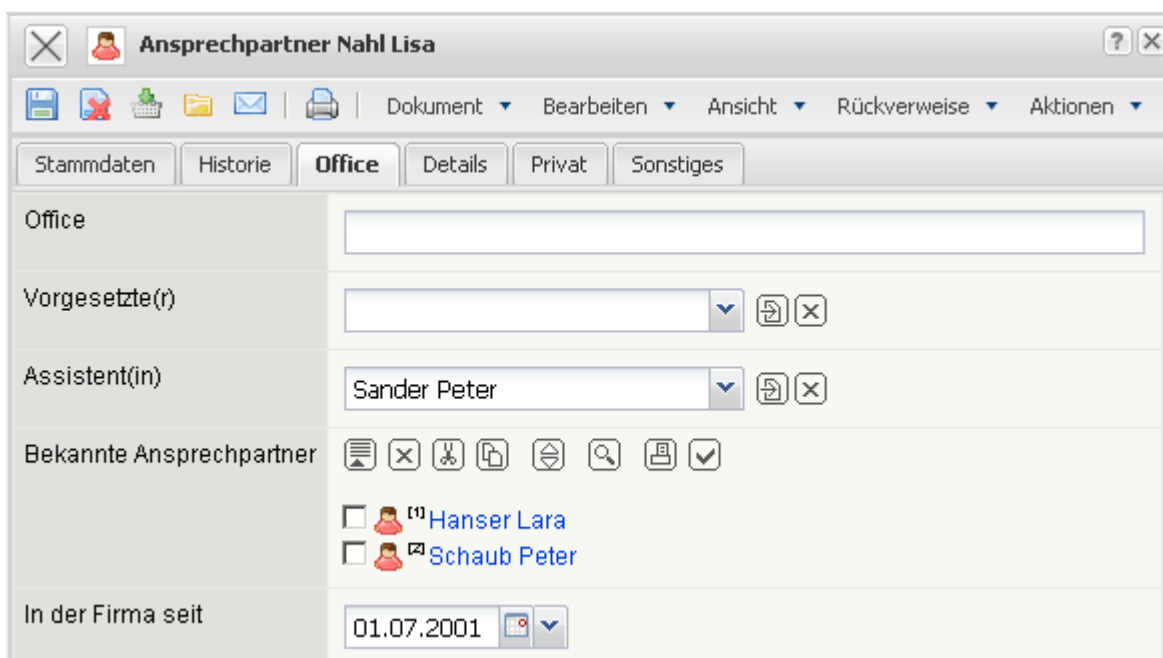 Ansprechpartner Nahl Lisa ?
Dokument Bearbeiten Ansicht Rückverweise Aktionen
Stammdaten Historie Office Details Privat Sonstiges
Office
Vorgesetzte(r)
Assistent(in) Sander Peter
Bekannte Ansprechpartner
[1] Hanser Lara
[2] Schaub Peter
In der Firma seit 01.07.2001